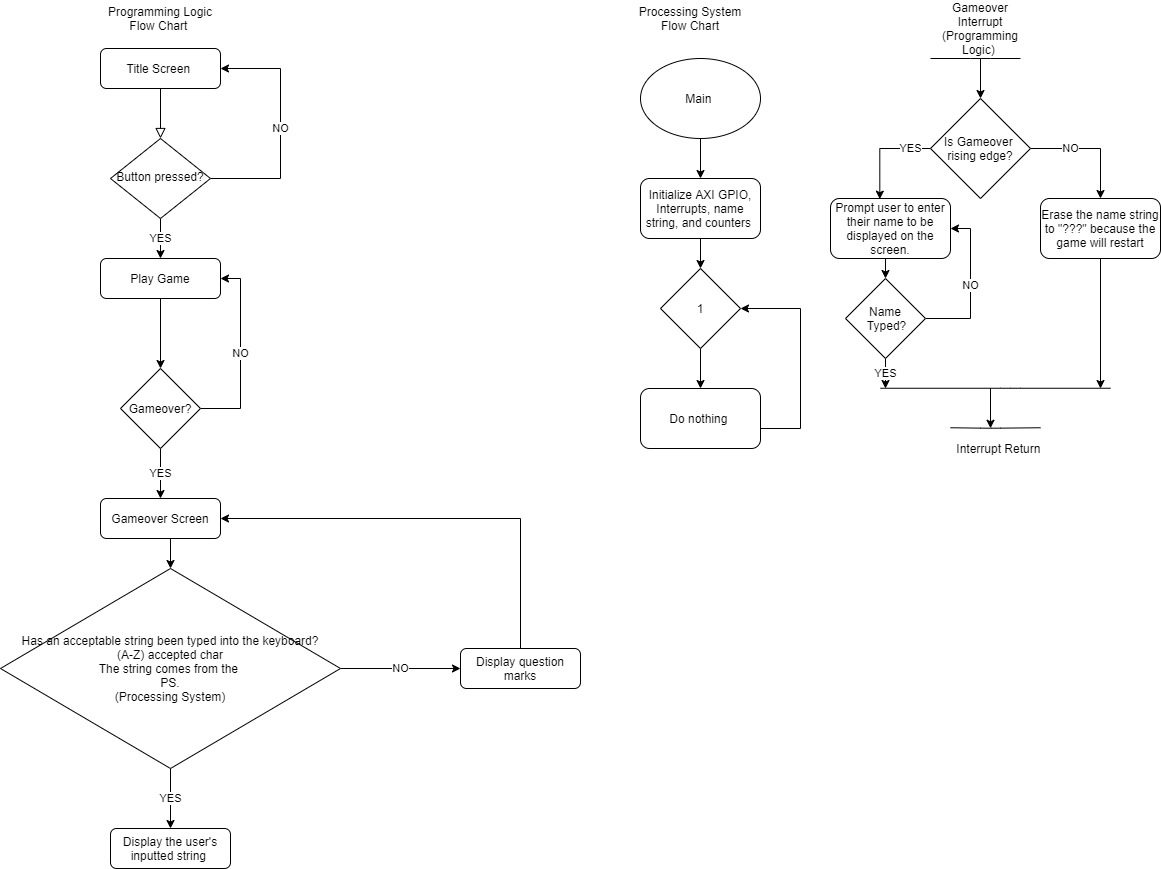 Programming Logic
Flow Chart
Title Screen
NO
Button pressed?
YES
Play Game
NO
Gameover?
YES
Gameover Screen
Has an acceptable string been typed into the keyboard?
(A-Z) accepted char
The string comes from the
PS.
(Processing System)
NO
Display question
marks
YES
Display the user's
inputted string
Processing System
Flow Chart
Main
Initialize AXI GPIO,
Interrupts, name
string, and counters
1
Do nothing
Gameover
Interrupt
(Programming
Logic)
Is Gameover
rising edge?
YES
NO
Prompt user to enter
their name to be
displayed on the
screen.
Erase the name string
to "???" because the
game will restart
NO
Name
Typed?
YES
Interrupt Return